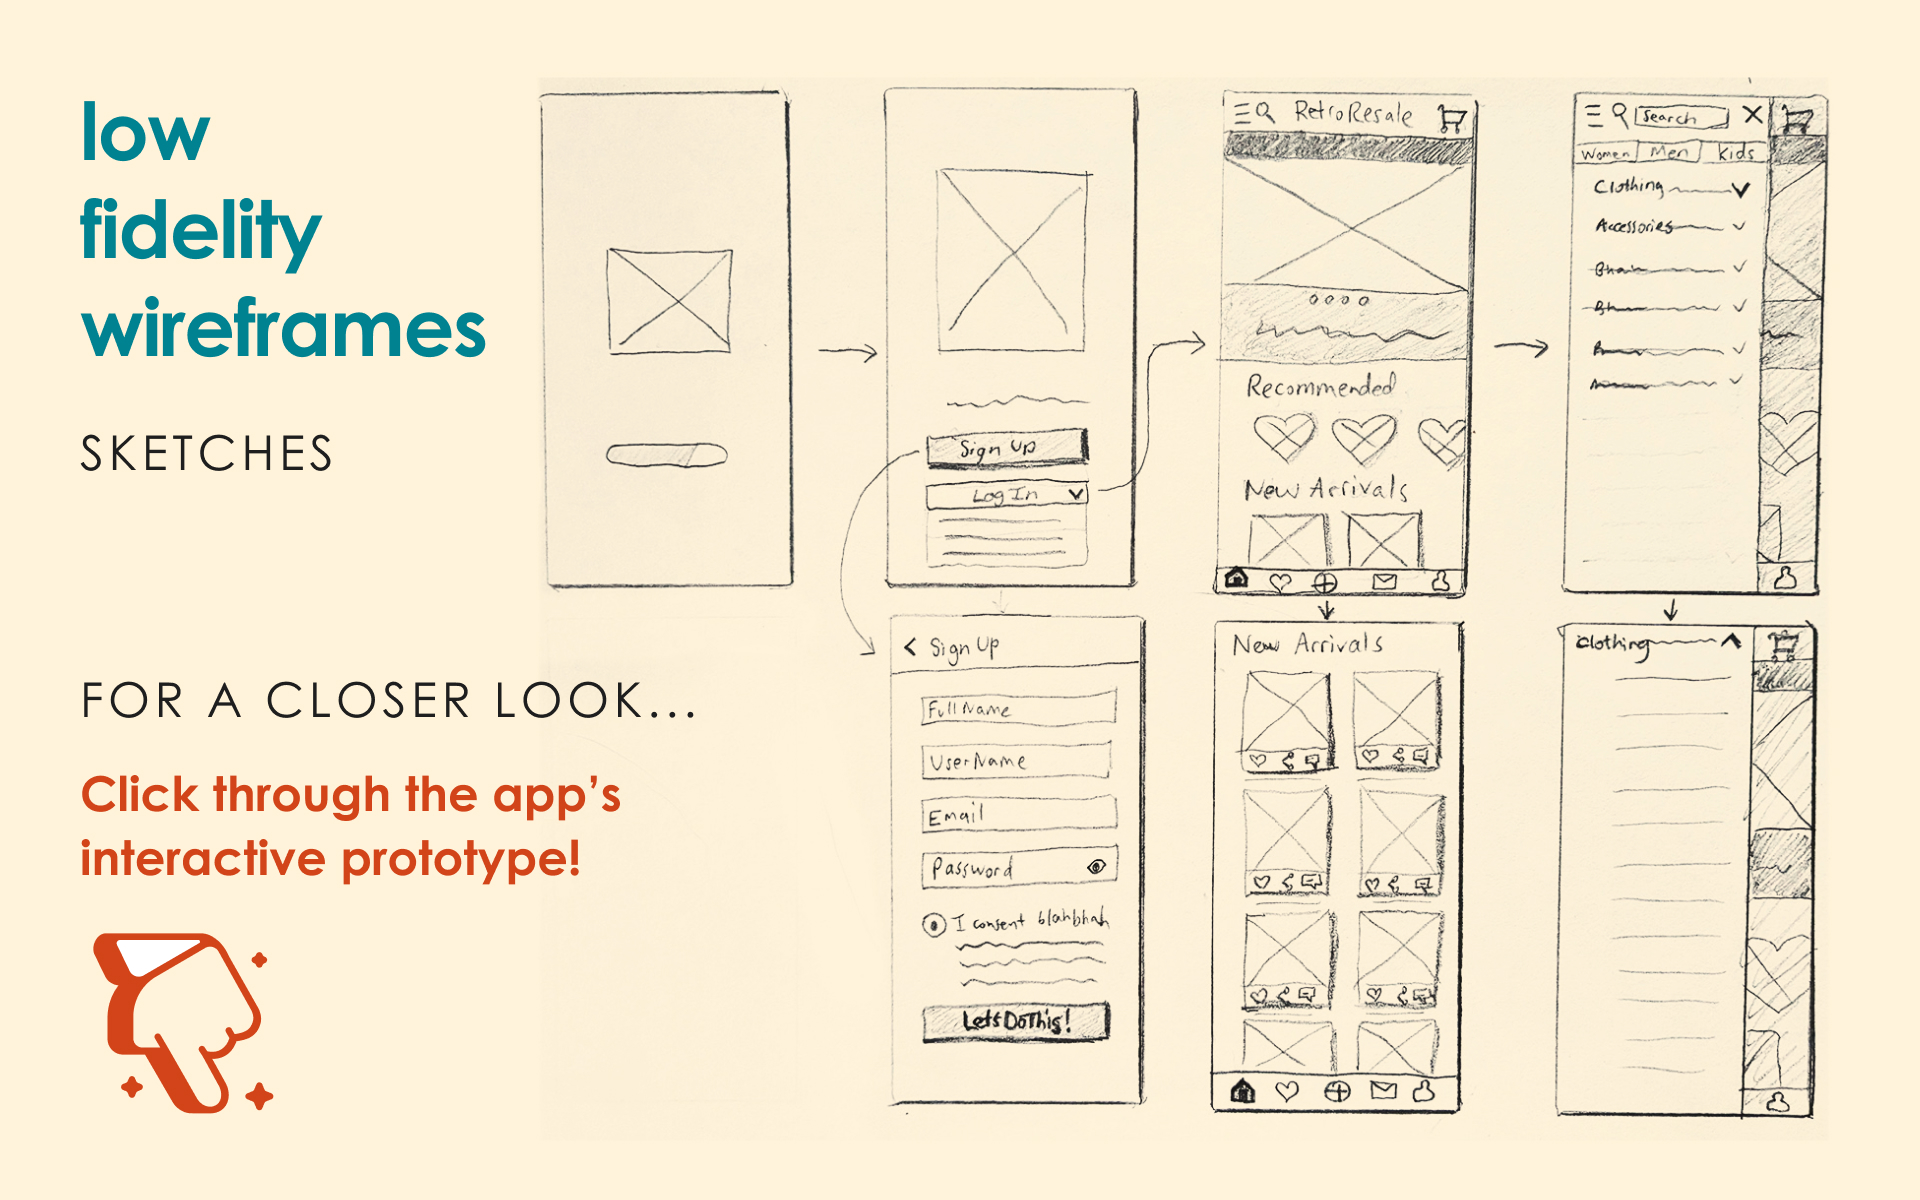 low
fidelity
wireframes
SKETCHES
FOR A CLOSER LOOK...
Click through the app’s
interactive prototype!
Sign Up
Log In
RetroResale
Recommended
New Arrivals
Search
Women Men Kids
Clothing
Accessories
Sign Up
Full Name
UserName
Email
Password
I consent blahbhah
Lets Do This!
New Arrivals
Clothing